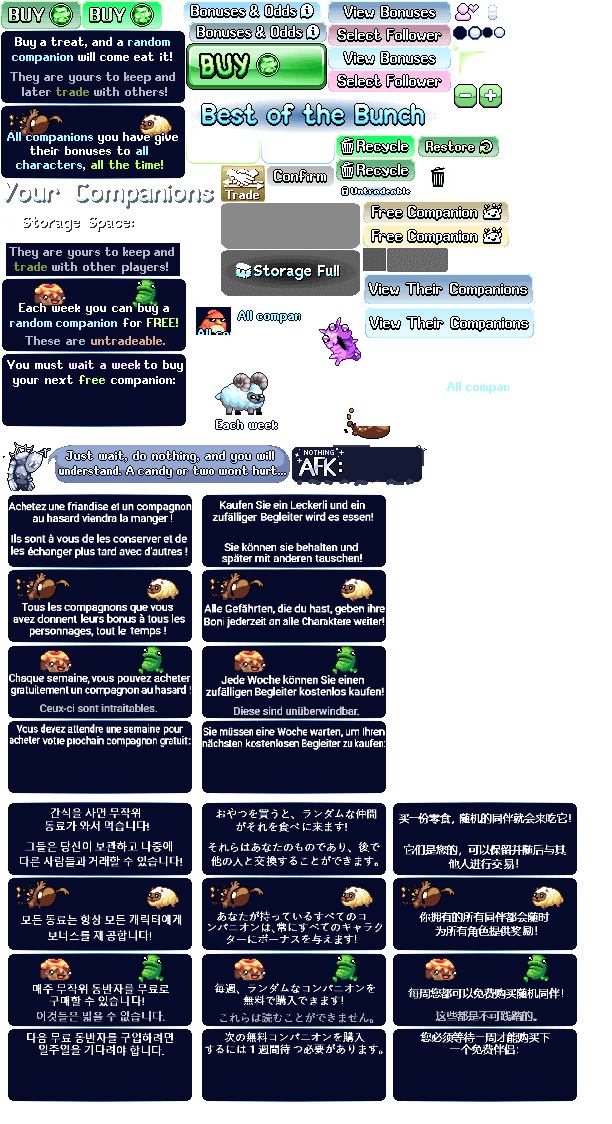 BUY
BUY
Bonuses & Odds i
View Bonuses
Bonuses & Odds i
Select Follower
Buy a treat, and a random
companion will come eat it!
They are yours to keep and
later trade with others!
BUY
View Bonuses
Select Follower
Best of the Bunch
All companions you have give
their bonuses to all
characters, all the time!
Recycle
Restore
Recycle
Untradeable
Trade
Confirm
Your Companions
Storage Space:
Free Companion
Free Companion
They are yours to keep and
trade with other players!
Storage Full
View Their Companions
View Their Companions
Each week you can buy a
random companion for FREE!
These are untradeable.
All compan
All co
You must wait a week to buy
your next free companion:
All compan
Each week
Just wait, do nothing, and you will
understand. A candy or two wont hurt...
NOTHING
AFK:
Achetez une friandise et un compagnon
au hasard viendra la manger !
Ils sont à vous de les conserver et de
les échanger plus tard avec d'autres !
Kaufen Sie ein Leckerli und ein
zufälliger Begleiter wird es essen!
Sie können sie behalten und
später mit anderen tauschen!
Tous les compagnons que vous
avez donnent leurs bonus à tous les
personnages, tout le temps !
Alle Gefährten, die du hast, geben ihre
Boni jederzeit an alle Charaktere weiter!
Chaque semaine, vous pouvez acheter
gratuitement un compagnon au hasard !
Ceux-ci sont intraitables.
Jede Woche können Sie einen
zufälligen Begleiter kostenlos kaufen!
Diese sind unüberwindbar.
Vous devez attendre une semaine pour
acheter votre prochain compagnon gratuit:
Sie müssen eine Woche warten, um Ihren
nächsten kostenlosen Begleiter zu kaufen:
간식을 사면 무작위
동료가 와서 먹습니다!
그들은 당신이 보관하고 나중에
다른 사람들과 거래할 수 있습니다!
おやつを買うと、ランダムな仲間
がそれを食べに来ます!
それらはあなたのものであり、後で
他の人と交換することができます。
买一份零食，随机的同伴就会来吃它！
它们是您的，可以保留并随后与其
他人进行交易！
모든 동료는 항상 모든 캐릭터에게
보너스를 제공합니다!
あなたが持っているすべてのコ
ンパニオンは、常にすべてのキャラク
ターにボーナスを与えます!
你拥有的所有同伴都会随时
为所有角色提供奖励！
매주 무작위 동반자를 무료로
구매할 수 있습니다!
이것들은 밟을 수 없습니다.
毎週、ランダムなコンパニオンを
無料で購入できます!
これらは読むことができません。
每周您都可以免费购买随机同伴！
这些都是不可践踏的。
다음 무료 동반자를 구입하려면
일주일을 기다려야 합니다.
次の無料コンパニオンを購入
するには１週間待つ必要があります。
您必须等待一周才能购买下
一个免费伴侣: